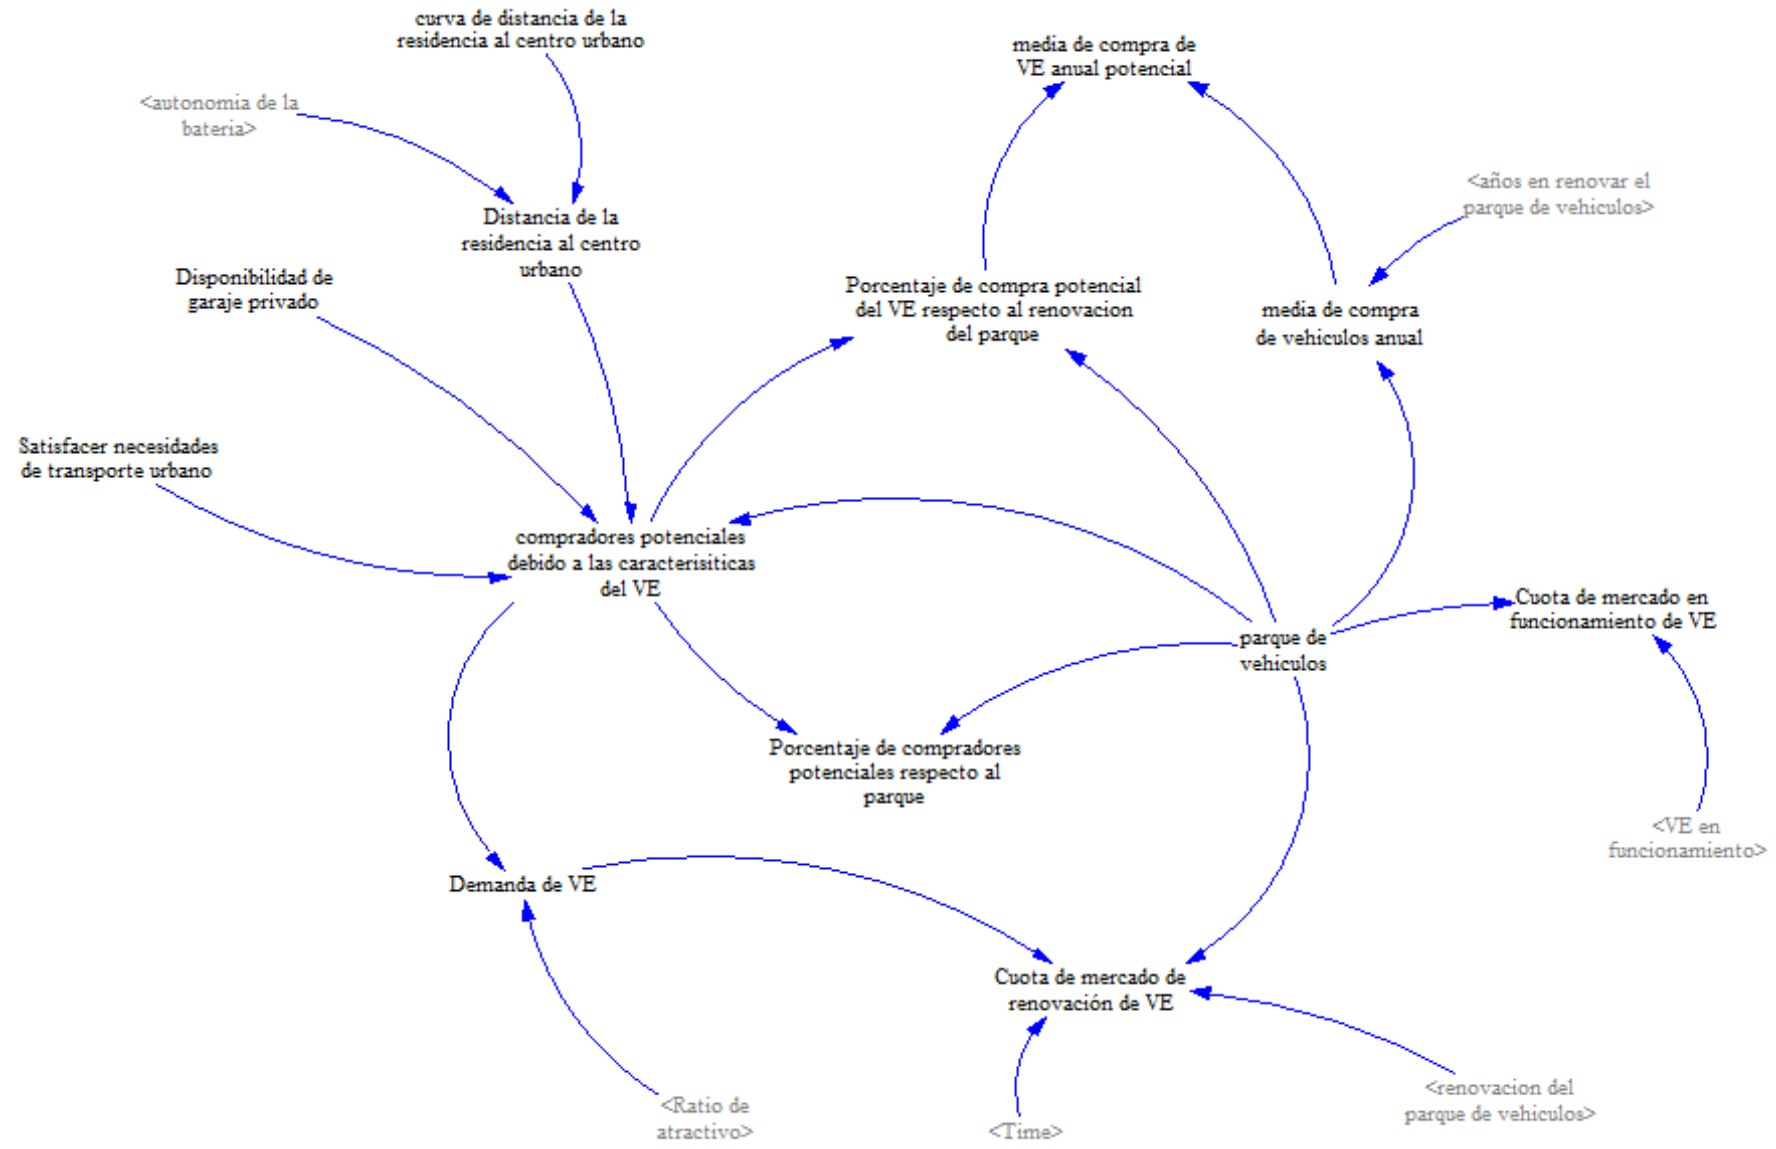 curva de distancia de la
residencia al centro urbano
media de compra de
VE anual potencial
<autonomia de la
bateria>
<años en renovar el
parque de vehiculos>
Distancia de la
residencia al centro
urbano
Disponibilidad de
garaje privado
Porcentaje de compra potencial
del VE respecto al renovacion
del parque
media de compra
de vehiculos anual
Satisfacer necesidades
de transporte urbano
compradores potenciales
debido a las caracterisiticas
del VE
Cuota de mercado en
funcionamiento de VE
parque de
vehiculos
Porcentaje de compradores
potenciales respecto al
parque
<VE en
funcionamiento>
Demanda de VE
Cuota de mercado de
renovación de VE
<Ratio de
atractivo>
<Time>
<renovacion del
parque de vehiculos>